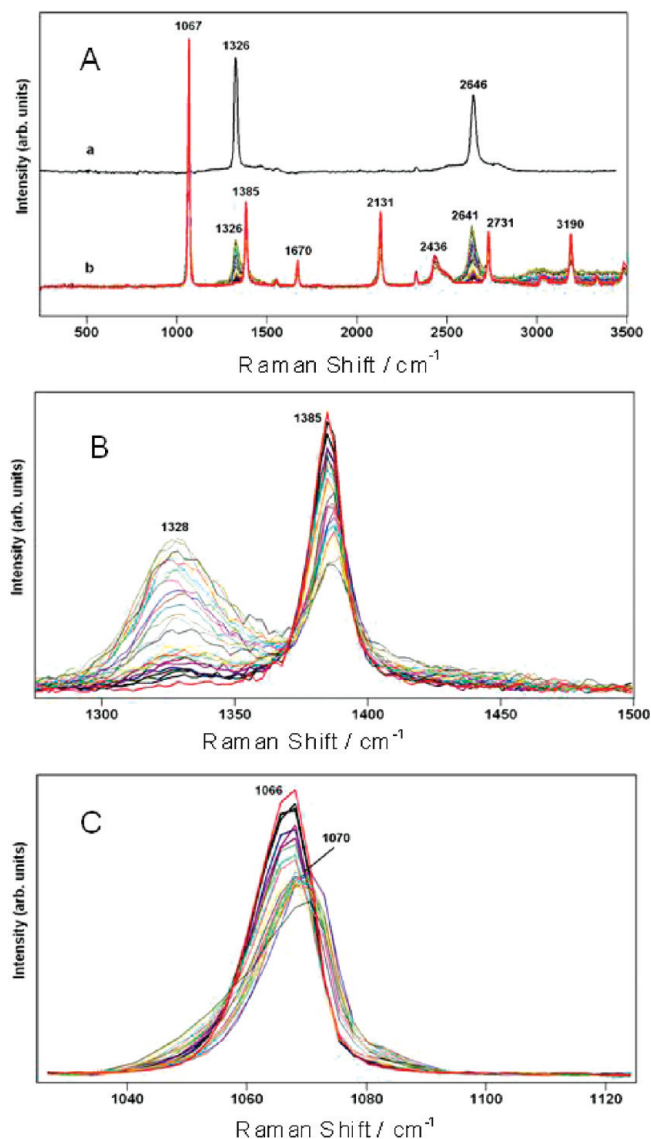 A
1067
1326
2646
a
1326
1385
1670
2131
2436
2641
2731
3190
b
Intensity (arb. units)
500 1000 1500 2000 2500 3000 3500
Raman Shift / cm⁻¹
B
1385
1328
Intensity (arb. units)
1300 1350 1400 1450 1500
Raman Shift / cm⁻¹
C
1066
1070
Intensity (arb. units)
1040 1060 1080 1100 1120
Raman Shift / cm⁻¹